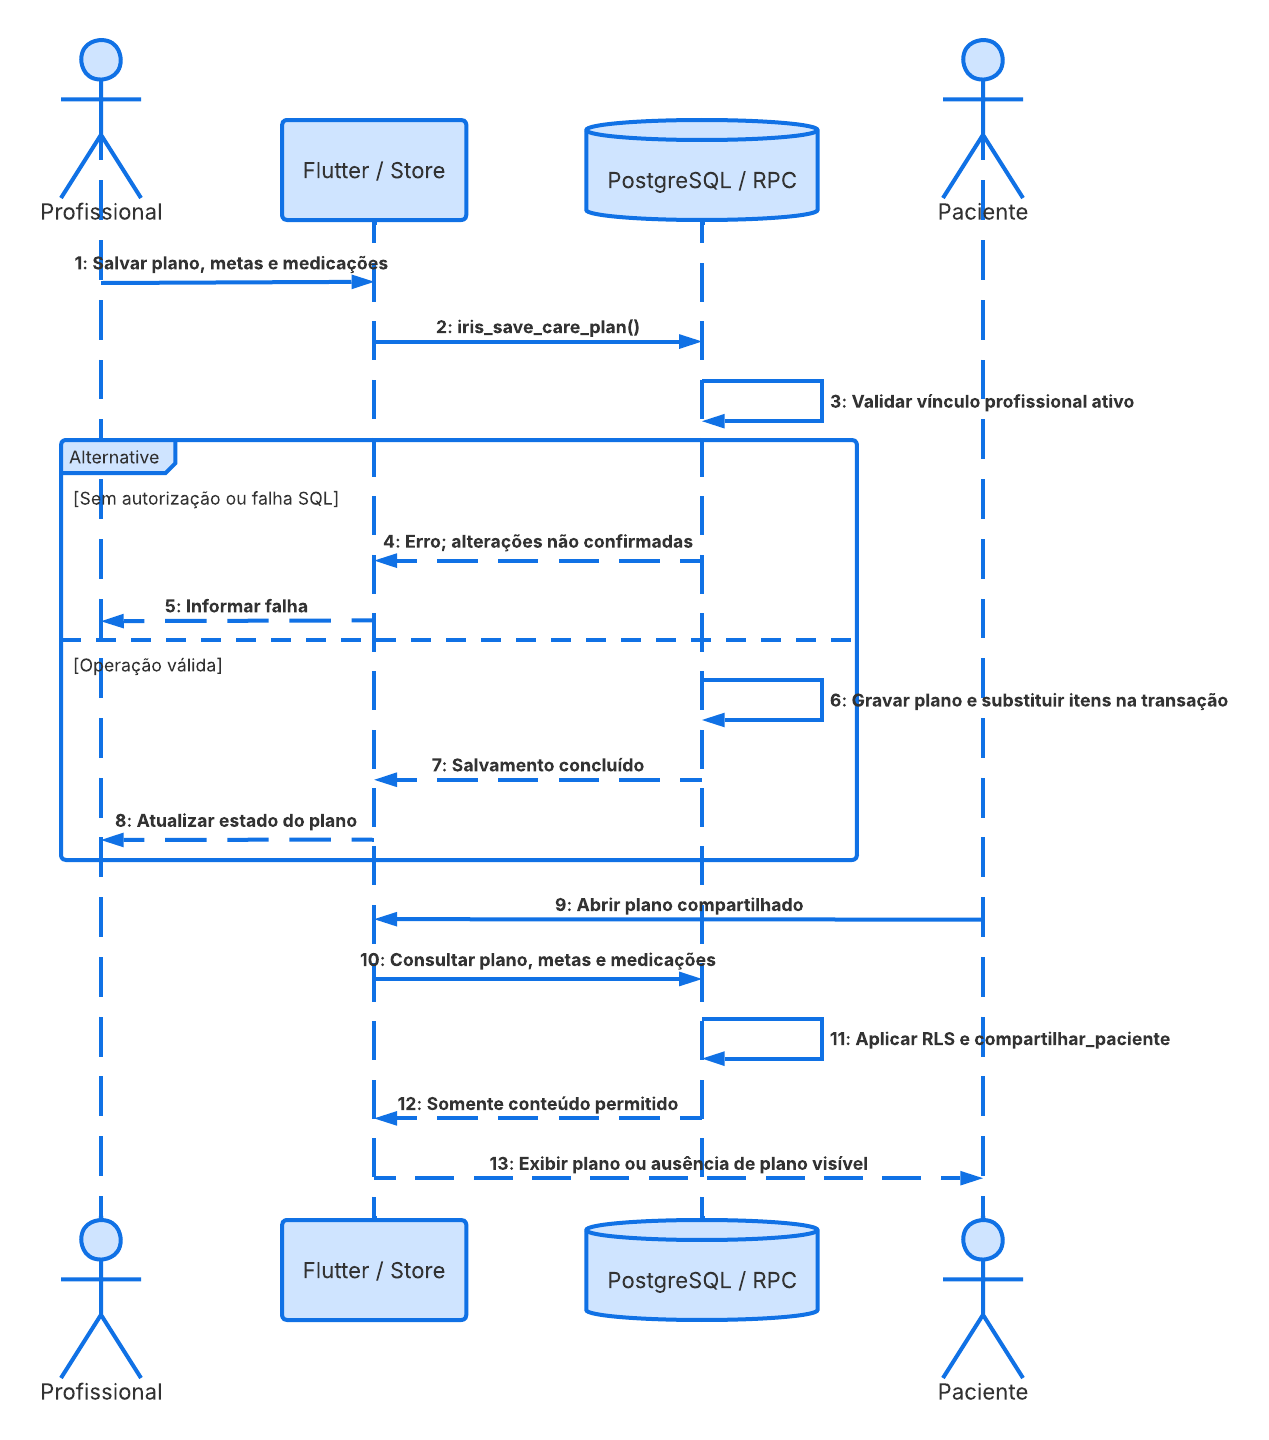 Profissional
Flutter / Store
PostgreSQL / RPC
Paciente
1: Salvar plano, metas e medicações
2: iris_save_care_plan()
3: Validar vínculo profissional ativo
Alternative
[Sem autorização ou falha SQL]
4: Erro; alterações não confirmadas
5: Informar falha
[Operação válida]
6: Gravar plano e substituir itens na transação
7: Salvamento concluído
8: Atualizar estado do plano
9: Abrir plano compartilhado
10: Consultar plano, metas e medicações
11: Aplicar RLS e compartilhar_paciente
12: Somente conteúdo permitido
13: Exibir plano ou ausência de plano visível
Flutter / Store
PostgreSQL / RPC
Profissional
Paciente